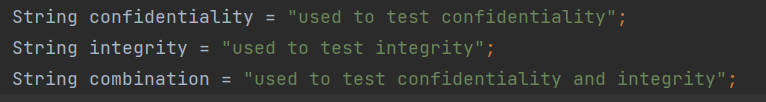 String confidentiality = "used to test confidentiality";
String integrity = "used to test integrity";
String combination = "used to test confidentiality and integrity";